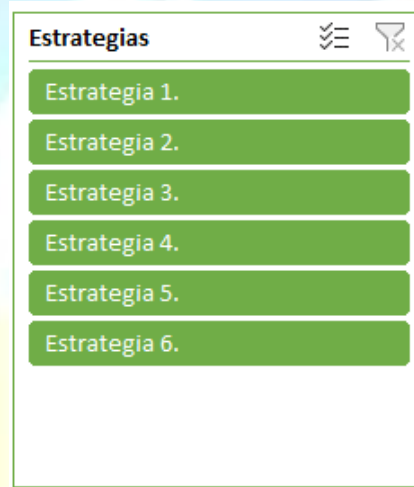 Estrategias
Estrategia 1.
Estrategia 2.
Estrategia 3.
Estrategia 4.
Estrategia 5.
Estrategia 6.